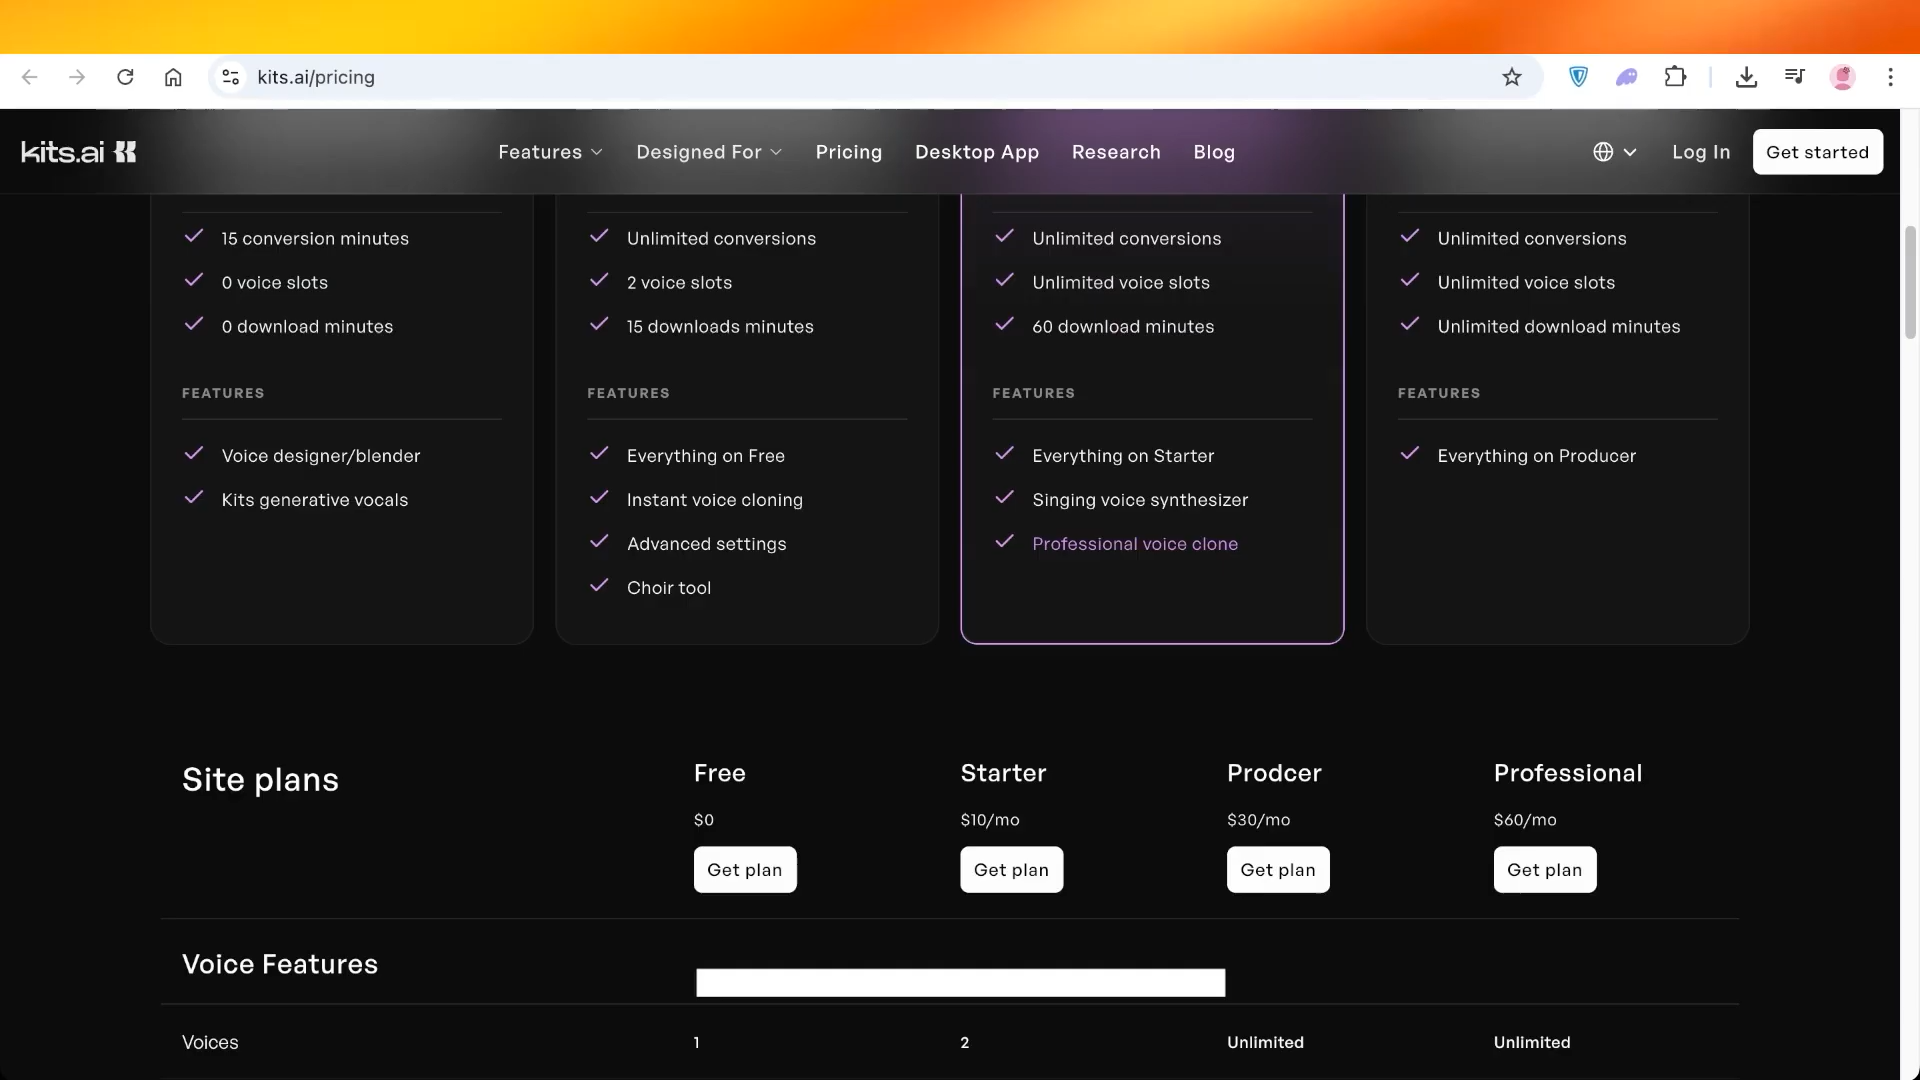 kits.ai/pricing
kits.ai
Features
Designed For
Pricing
Desktop App
Research
Blog
Log In
Get started
15 conversion minutes
0 voice slots
0 download minutes
FEATURES
Voice designer/blender
Kits generative vocals
Unlimited conversions
2 voice slots
15 downloads minutes
FEATURES
Everything on Free
Instant voice cloning
Advanced settings
Choir tool
Unlimited conversions
Unlimited voice slots
60 download minutes
FEATURES
Everything on Starter
Singing voice synthesizer
Professional voice clone
Unlimited conversions
Unlimited voice slots
Unlimited download minutes
FEATURES
Everything on Producer
Site plans
Free
Starter
Prodcer
Professional
$0
$10/mo
$30/mo
$60/mo
Get plan
Get plan
Get plan
Get plan
Voice Features
Voices
1
2
Unlimited
Unlimited